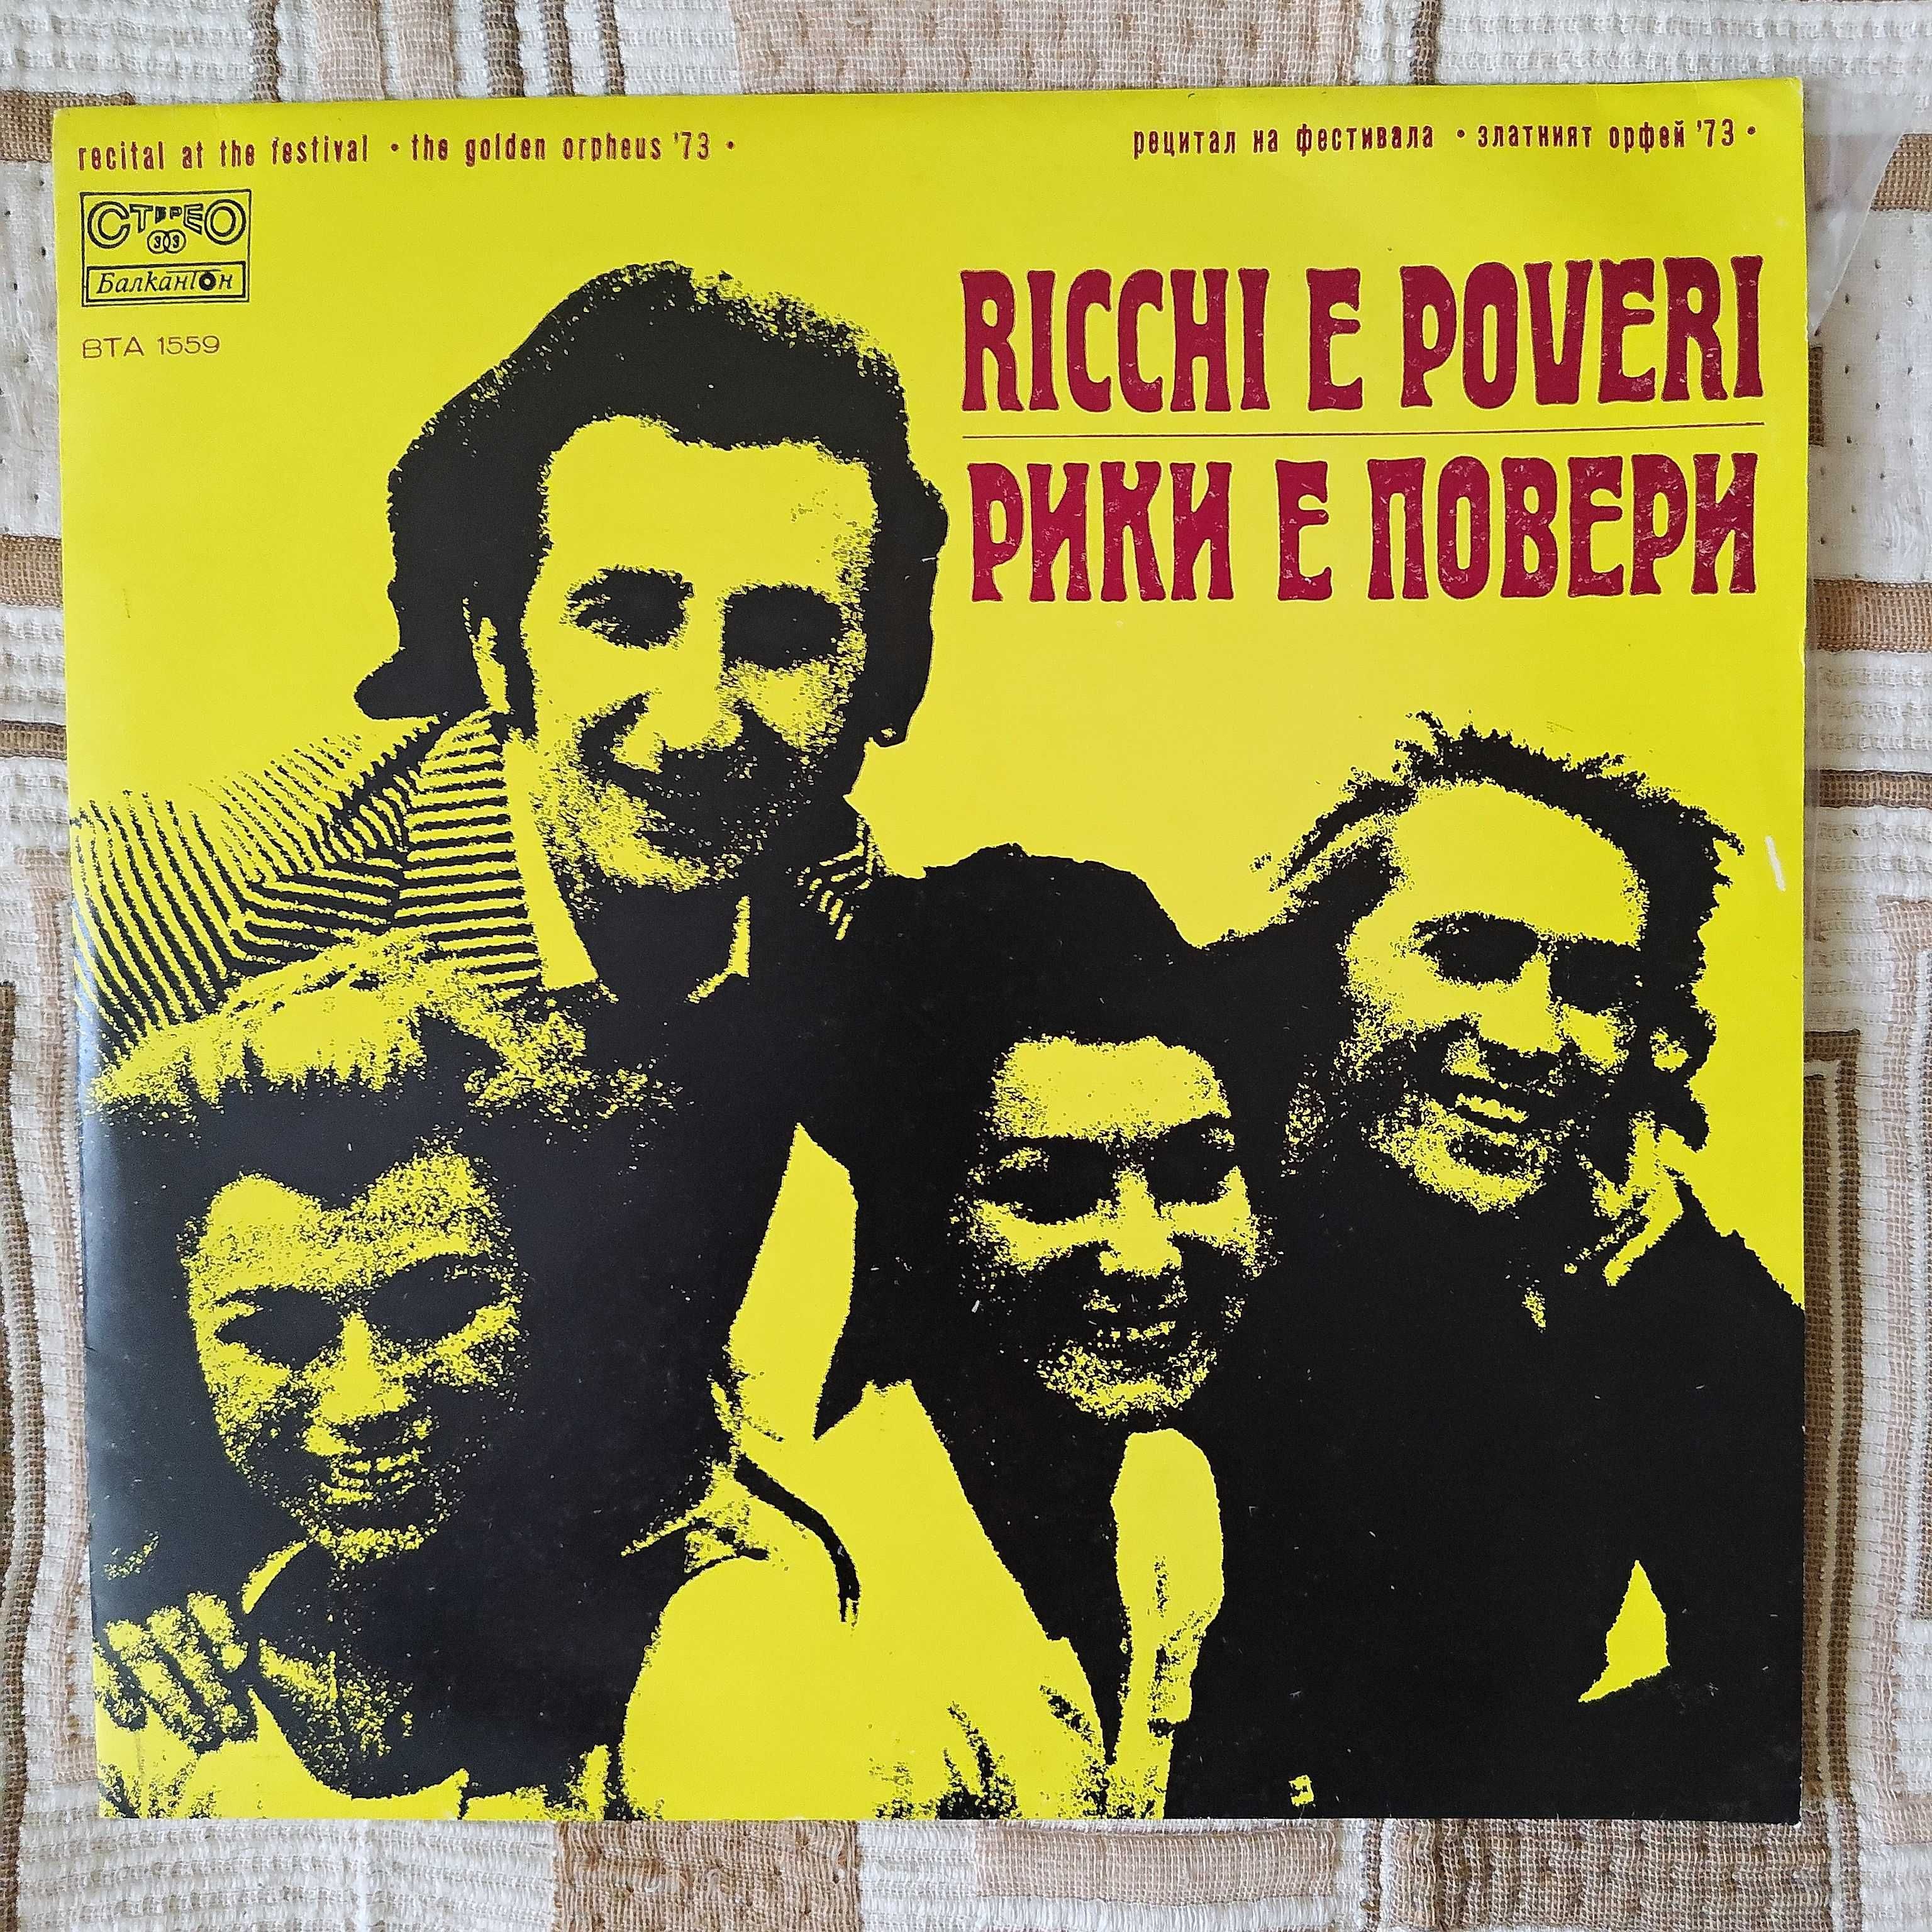 recital at the festival • the golden orpheus '73 •
рецитал на фестивала • златният орфей '73 •
СТЕРЕО
33
Балкантон
ВТА 1559
RICCHI E POVERI
РИКИ Е ПОВЕРИ